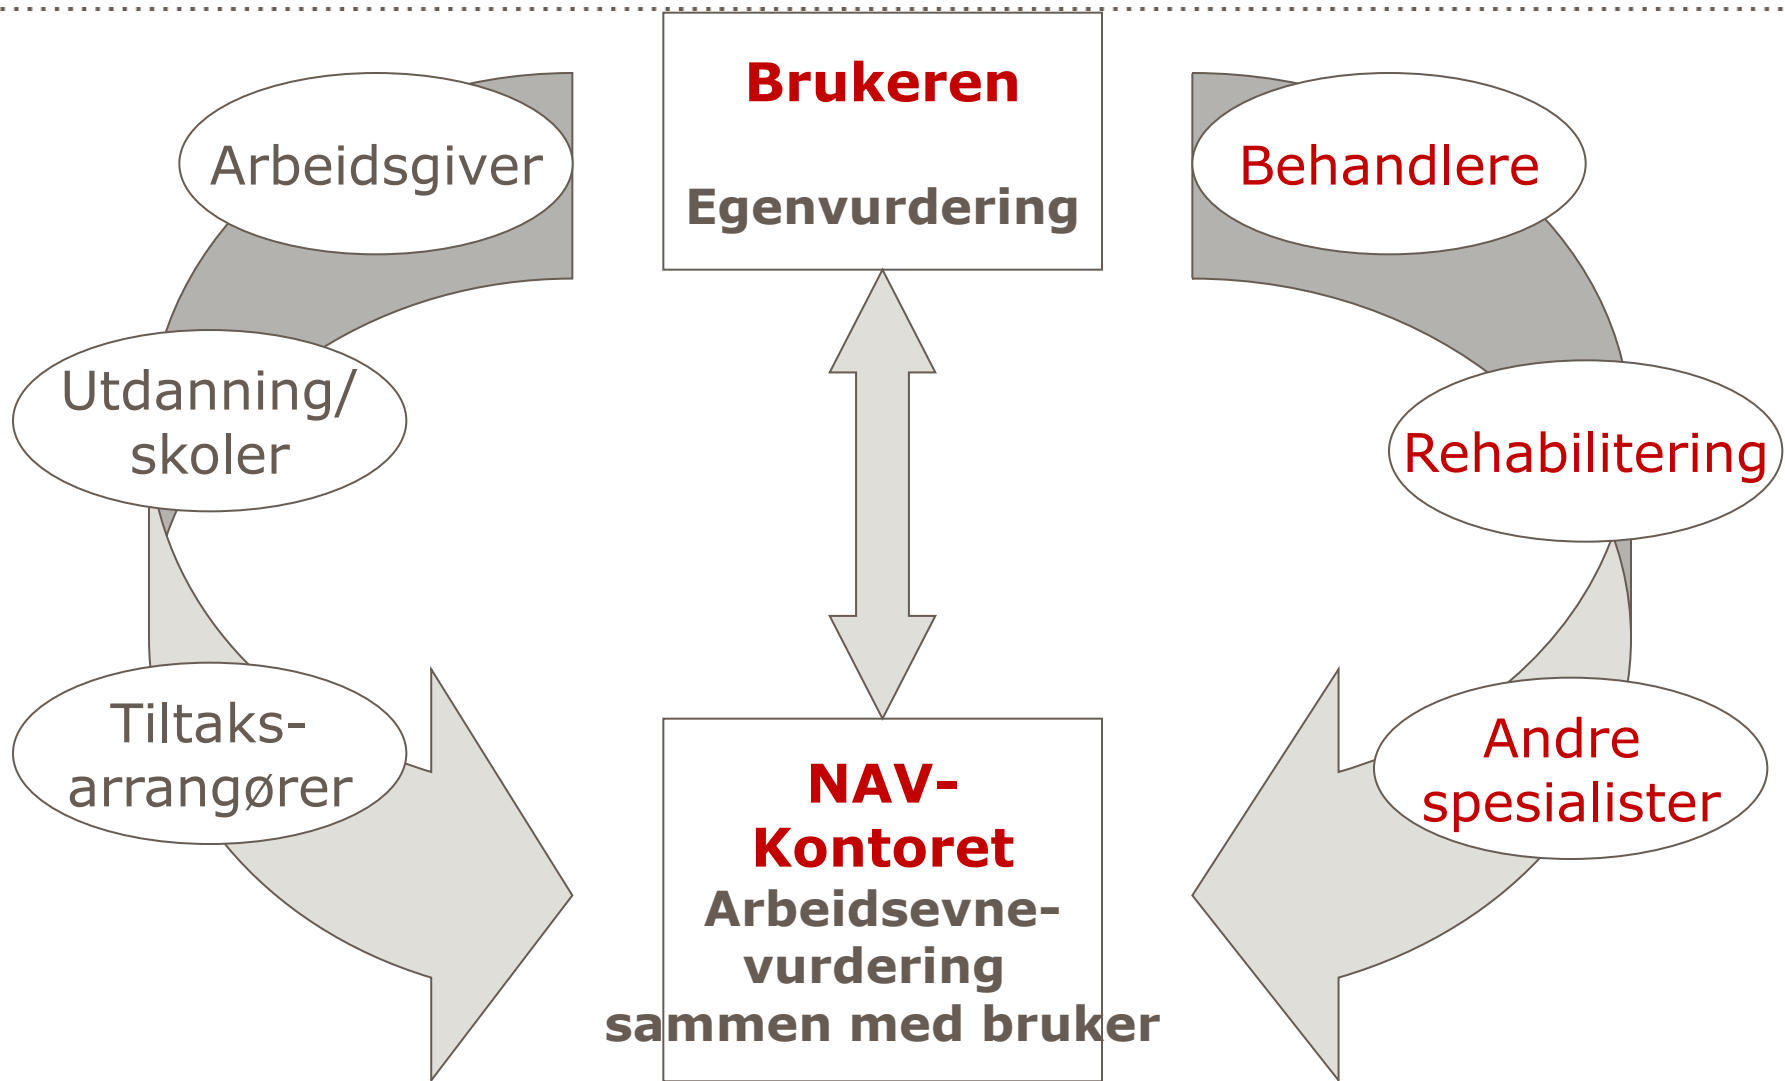 Brukeren
Egenvurdering
Arbeidsgiver
Utdanning/
skoler
Tiltaks-
arrangører
Behandlere
Rehabilitering
Andre
spesialister
NAV-
Kontoret
Arbeidsevne-
vurdering
sammen med bruker